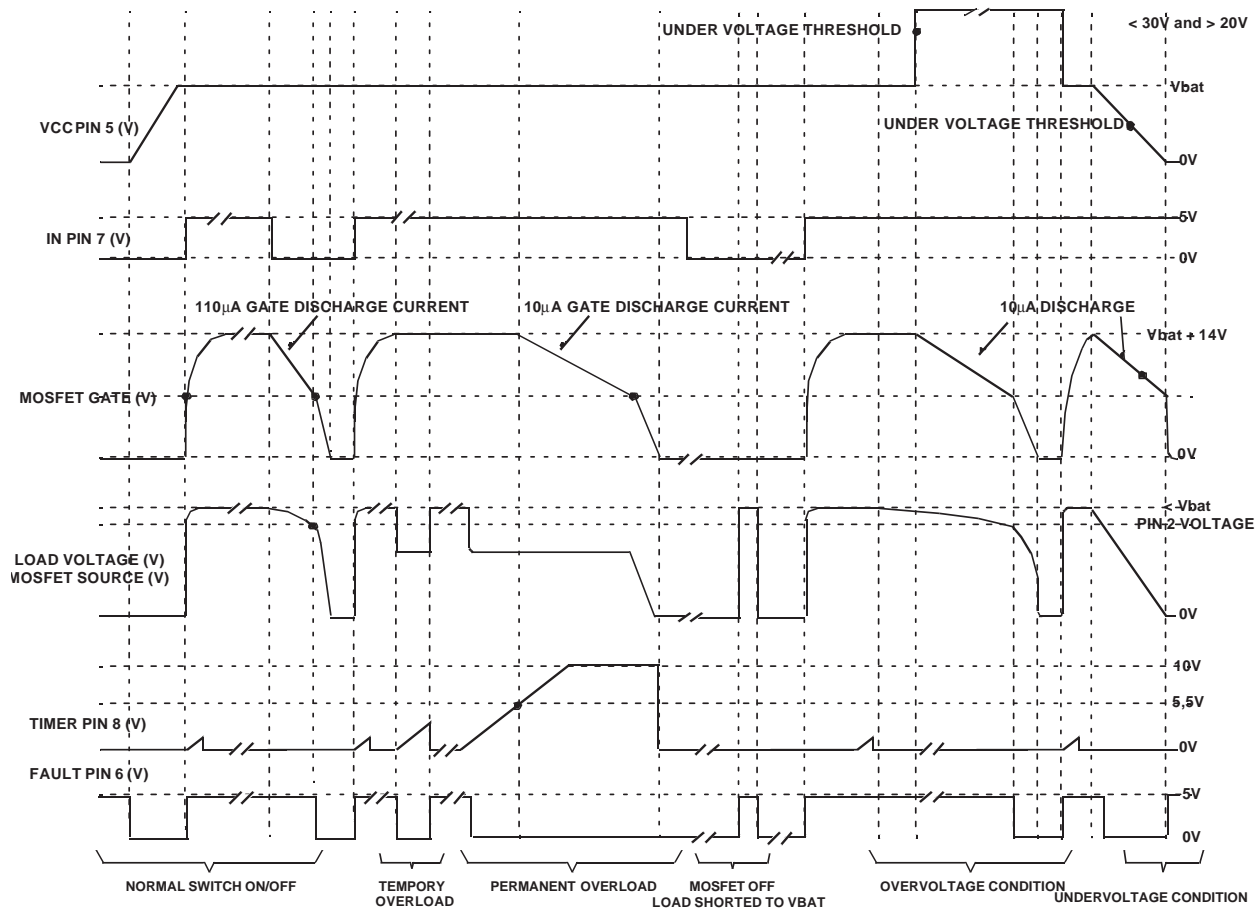 UNDER VOLTAGE THRESHOLD
< 30V and > 20V
Vbat
VCC PIN 5 (V)
UNDER VOLTAGE THRESHOLD
0V
5V
IN PIN 7 (V)
0V
110μA GATE DISCHARGE CURRENT
10μA GATE DISCHARGE CURRENT
10μA DISCHARGE
Vbat + 14V
MOSFET GATE (V)
0V
< Vbat
PIN 2 VOLTAGE
LOAD VOLTAGE (V)
MOSFET SOURCE (V)
0V
10V
5,5V
TIMER PIN 8 (V)
0V
FAULT PIN 6 (V)
5V
0V
NORMAL SWITCH ON/OFF
TEMPORY
OVERLOAD
PERMANENT OVERLOAD
MOSFET OFF
LOAD SHORTED TO VBAT
OVERVOLTAGE CONDITION
UNDERVOLTAGE CONDITION